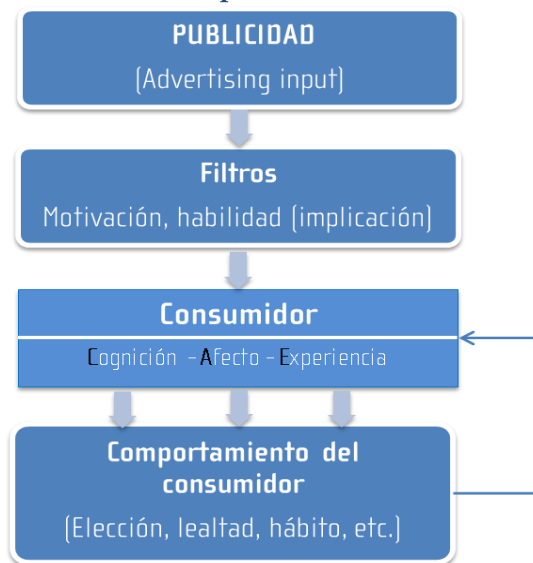 PUBLICIDAD
(Advertising input)
Filtros
Motivación, habilidad (implicación)
Consumidor
Cognición – Afecto – Experiencia
Comportamiento del
consumidor
(Elección, lealtad, hábito, etc.)